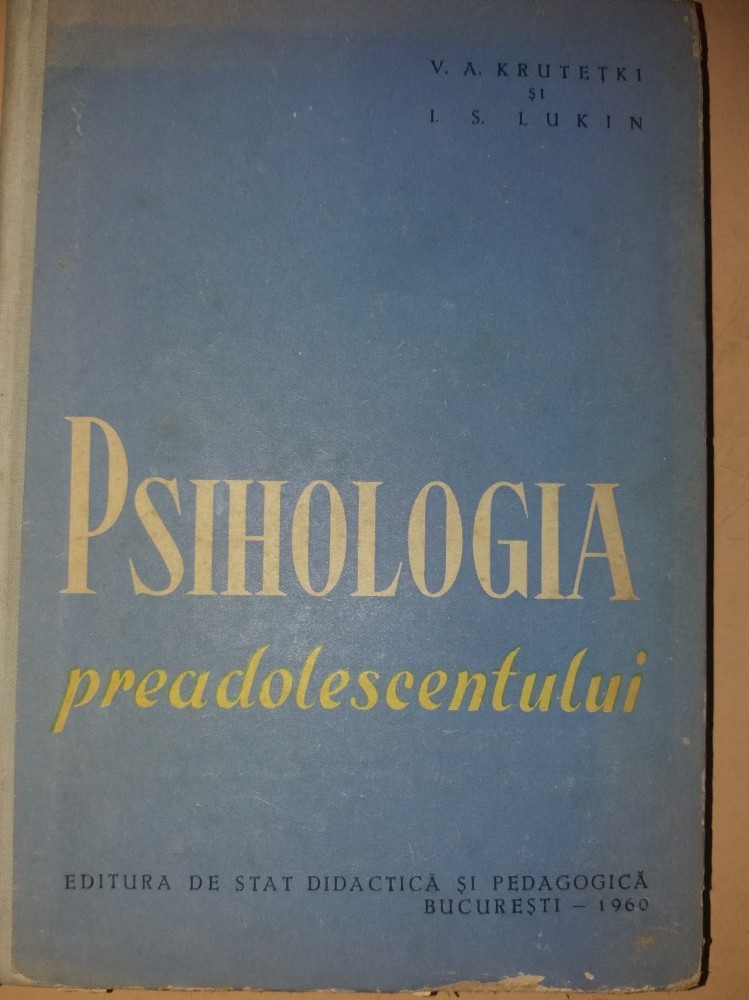 V. A. KRUTEȚKI
ȘI
I. S. LUKIN
PSIHOLOGIA
preadolescentului
EDITURA DE STAT DIDACTICĂ ȘI PEDAGOGICĂ
BUCUREȘTI – 1960